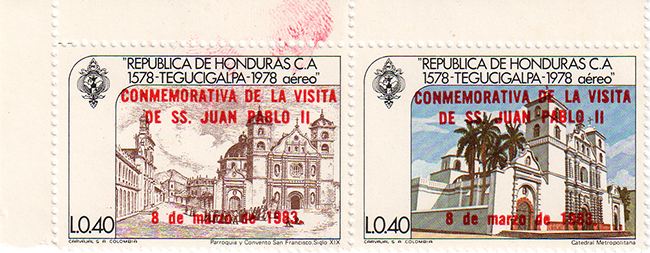 "REPUBLICA DE HONDURAS C.A
1578-TEGUCIGALPA-1978 aéreo"
CONMEMORATIVA DE LA VISITA
DE SS. JUAN PABLO II
8 de marzo de 1983.
L.0.40
CARVAJAL S A COLOMBIA
Parroquia y Convento San Francisco.Siglo XIX
"REPUBLICA DE HONDURAS C.A
1578-TEGUCIGALPA-1978 aéreo"
CONMEMORATIVA DE LA VISITA
DE SS. JUAN PABLO II
8 de marzo de 1983.
L.0.40
CARVAJAL S A COLOMBIA
Catedral Metropolitana